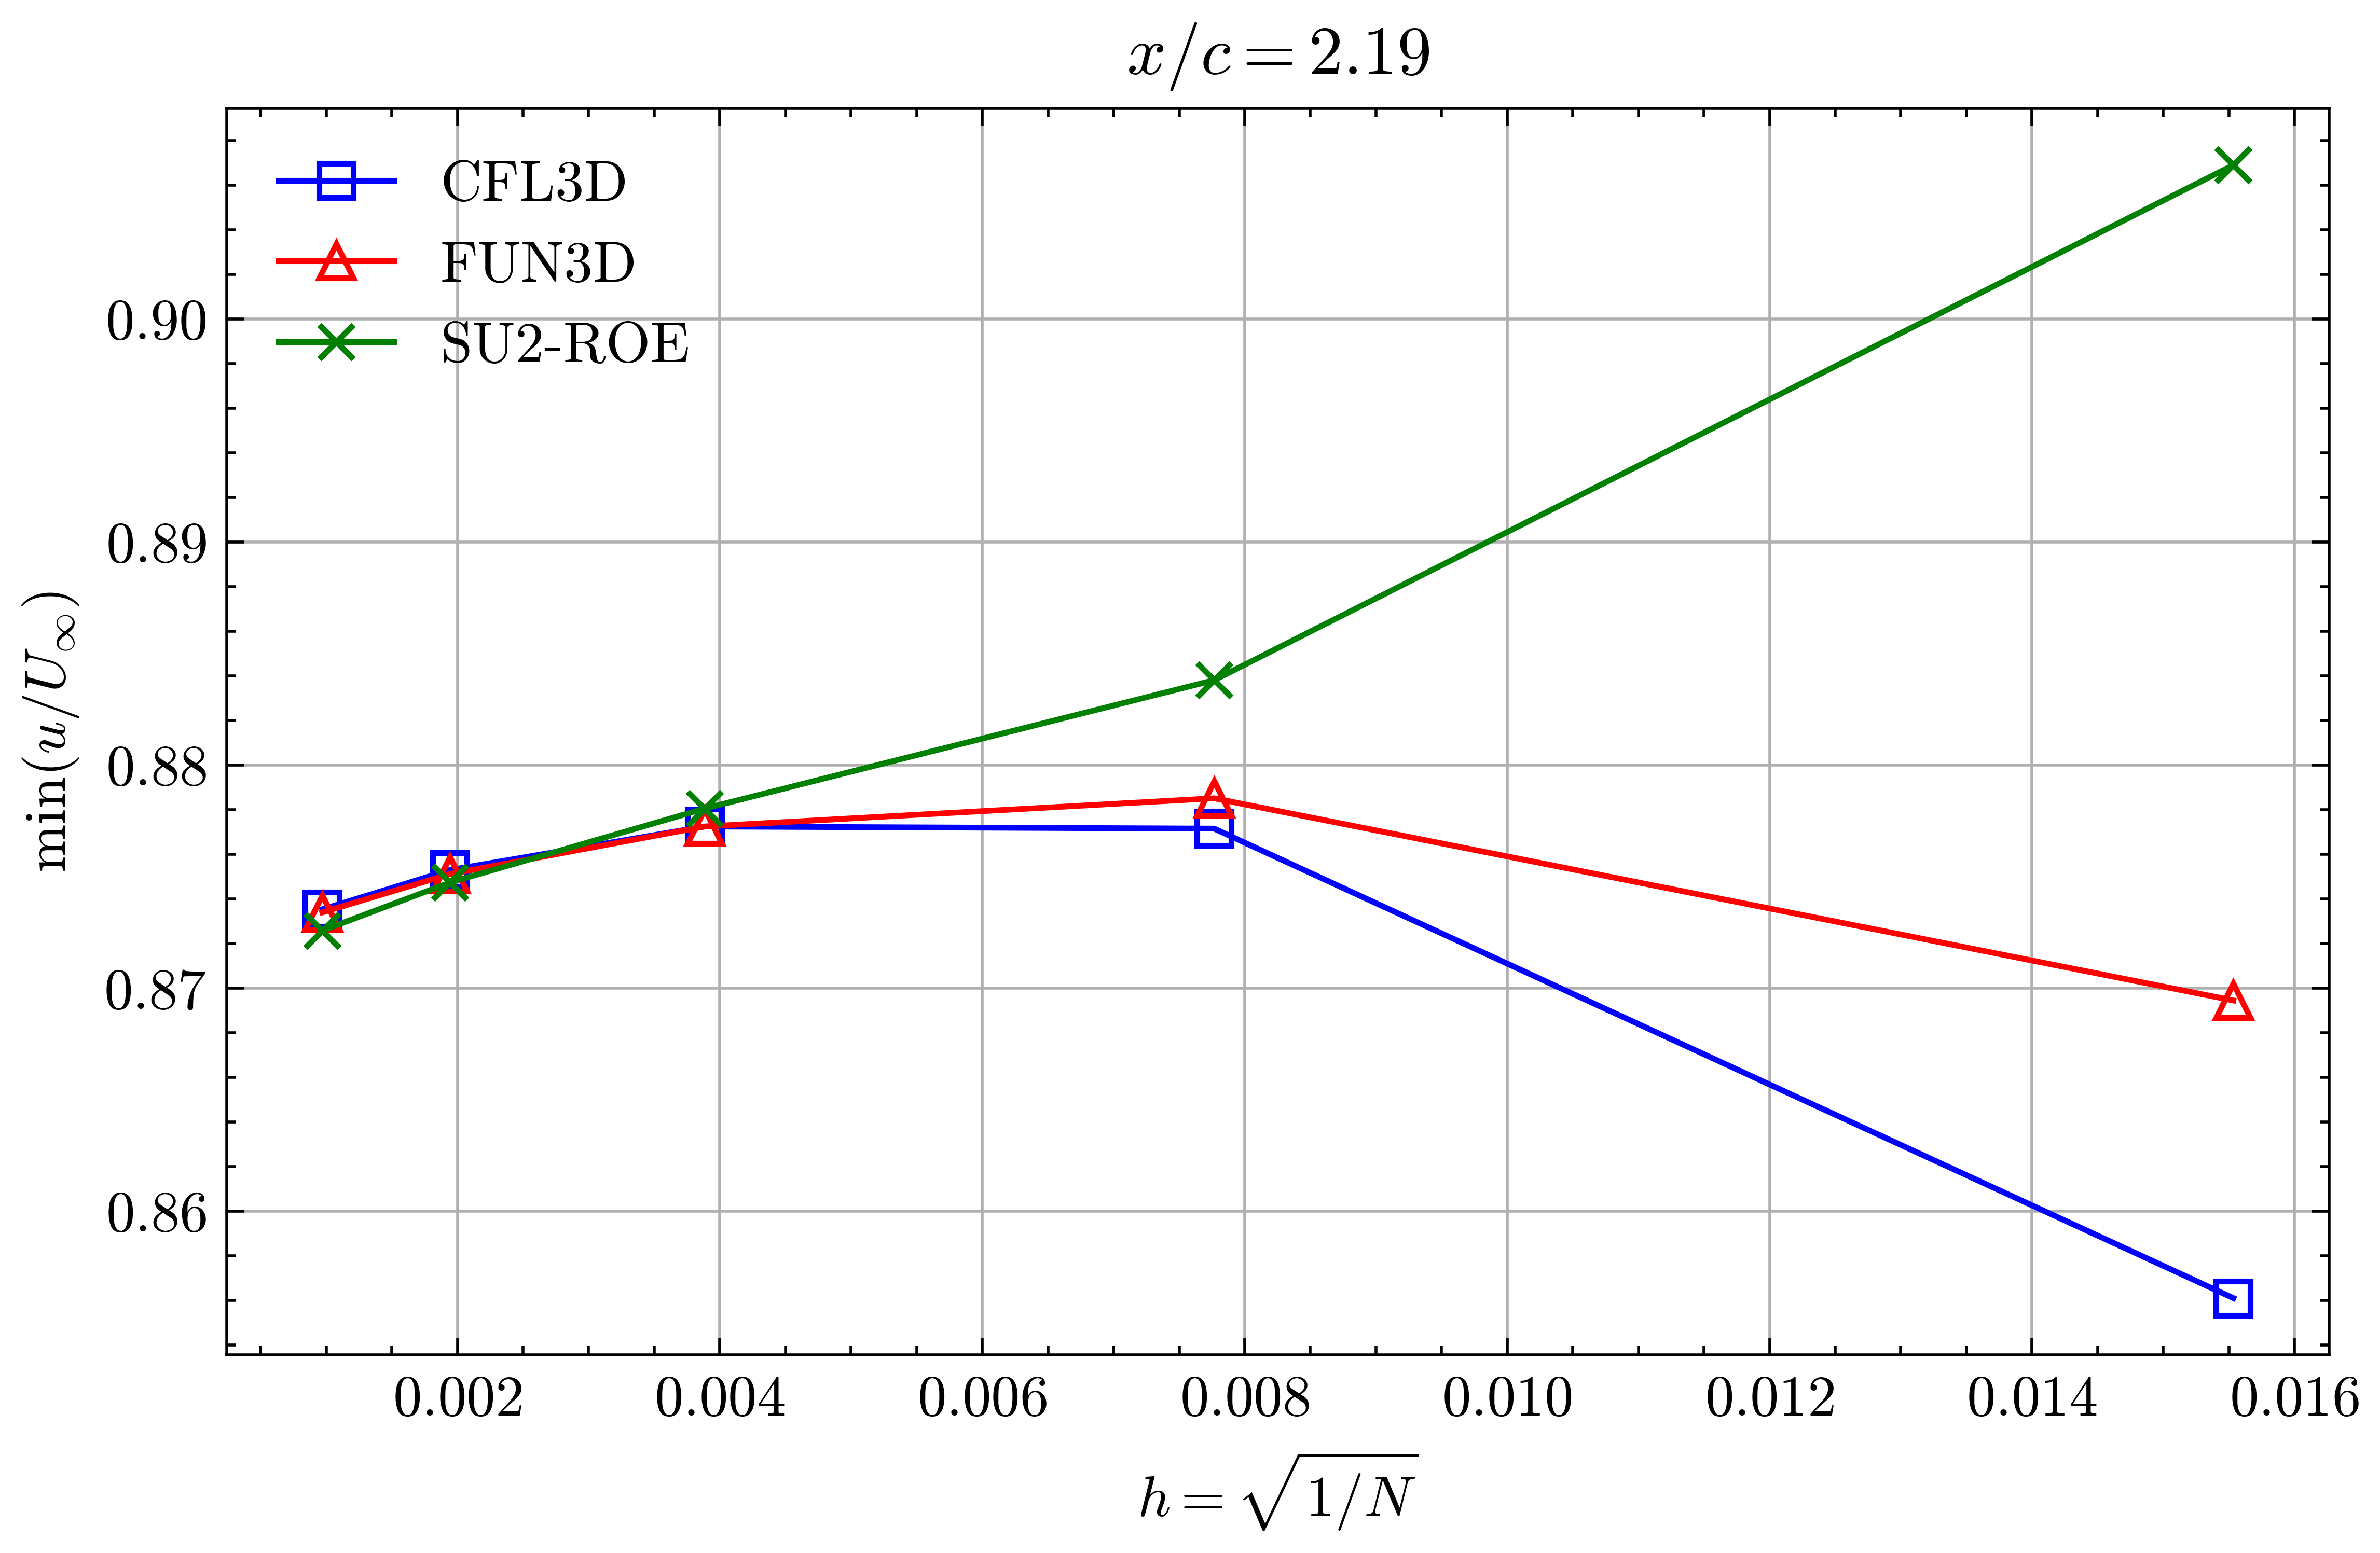 x/c = 2.19
CFL3D
FUN3D
SU2-ROE
0.90
0.89
0.88
0.87
0.86
min(u/U∞)
0.002 0.004 0.006 0.008 0.010 0.012 0.014 0.016
h = √1/N